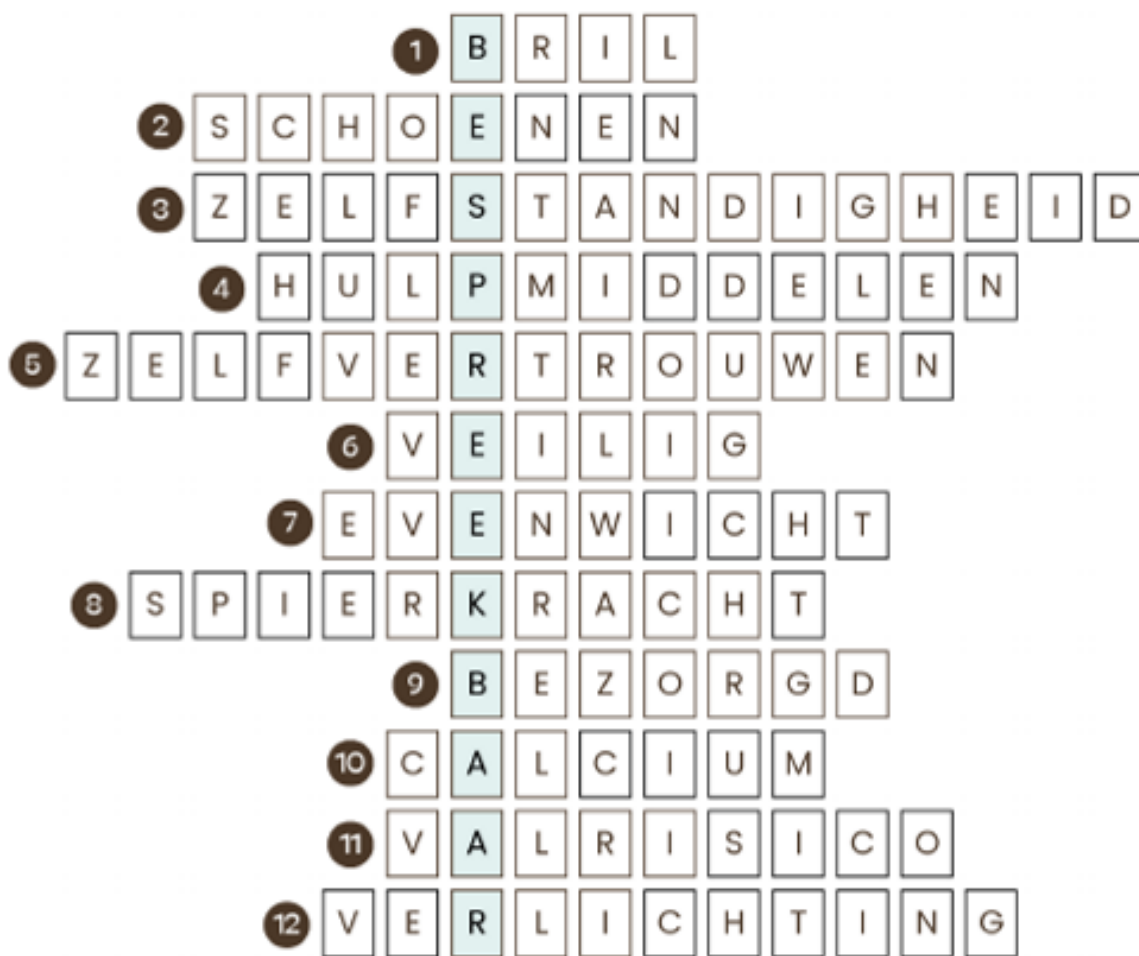 1 BRIL
2 SCHOENEN
3 ZELFSTANDIGHEID
4 HULPMIDDELEN
5 ZELFVERTROUWEN
6 VEILIG
7 EVENWICHT
8 SPIERKRACHT
9 BEZORGD
10 CALCIUM
11 VALRISICO
12 VERLICHTING